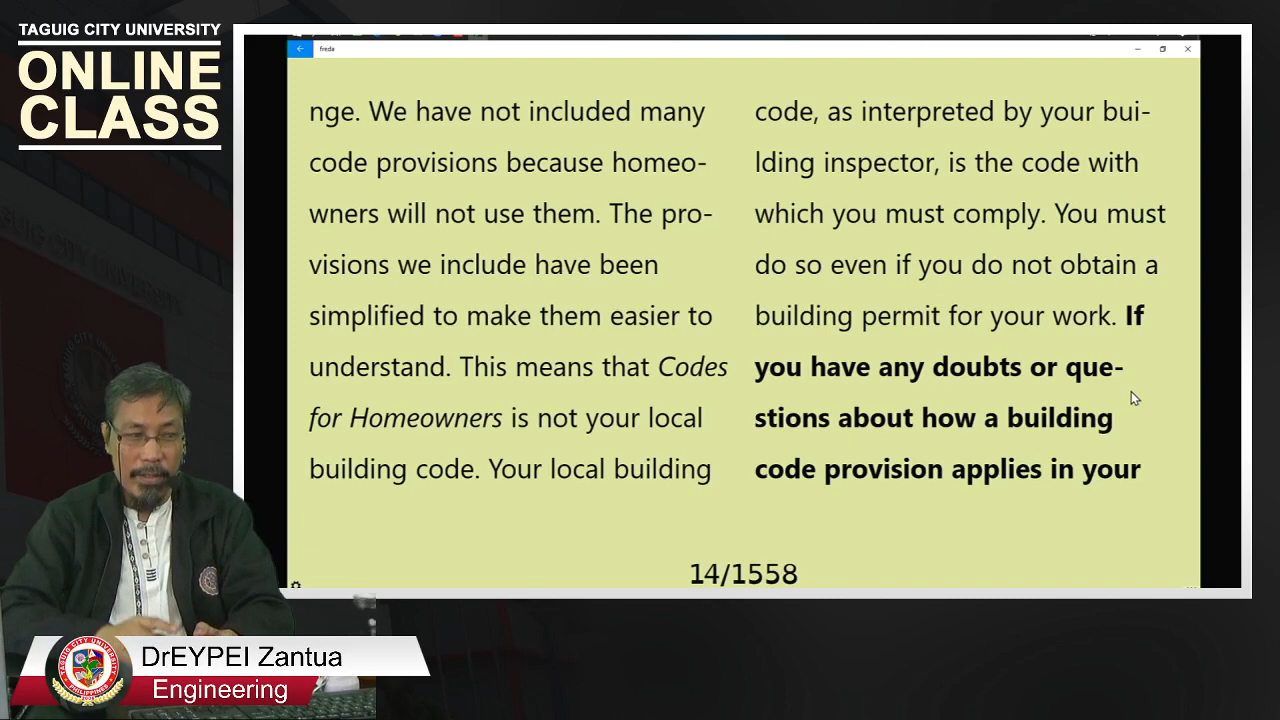 TAGUIG CITY UNIVERSITY
ONLINE
CLASS
freda
nge. We have not included many
code provisions because homeo-
wners will not use them. The pro-
visions we include have been
simplified to make them easier to
understand. This means that Codes
for Homeowners is not your local
building code. Your local building
code, as interpreted by your bui-
lding inspector, is the code with
which you must comply. You must
do so even if you do not obtain a
building permit for your work. If
you have any doubts or que-
stions about how a building
code provision applies in your
14/1558
DrEYPEI Zantua
Engineering